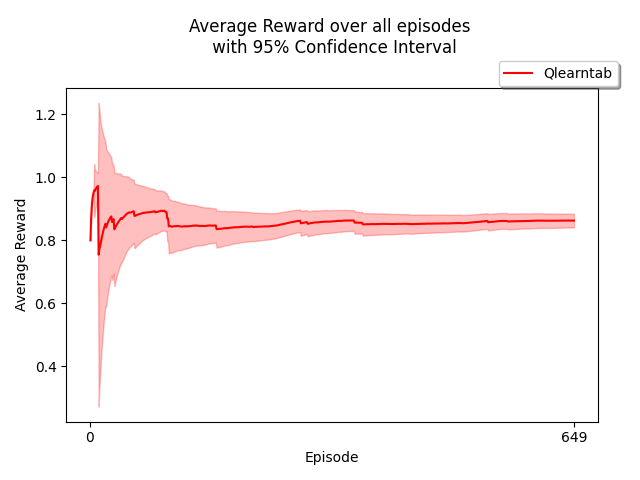 Average Reward over all episodes
with 95% Confidence Interval
Qlearntab
1.2
1.0
0.8
0.6
0.4
Average Reward
0
649
Episode